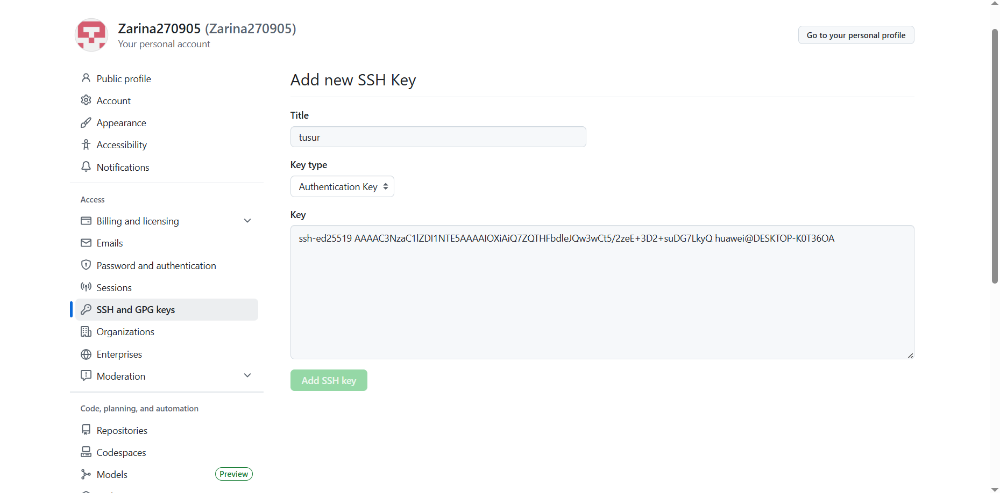 Zarina270905 (Zarina270905)
Your personal account
Go to your personal profile
Public profile
Account
Appearance
Accessibility
Notifications
Access
Billing and licensing
Emails
Password and authentication
Sessions
SSH and GPG keys
Organizations
Enterprises
Moderation
Code, planning, and automation
Repositories
Codespaces
Models Preview
Add new SSH Key
Title
tusur
Key type
Authentication Key
Key
ssh-ed25519 AAAAC3NzaC1lZDI1NTE5AAAAIOXiAiQ7ZQTHFbdleJQw3wCt5/2zeE+3D2+suDG7LkyQ huawei@DESKTOP-K0T36OA
Add SSH key